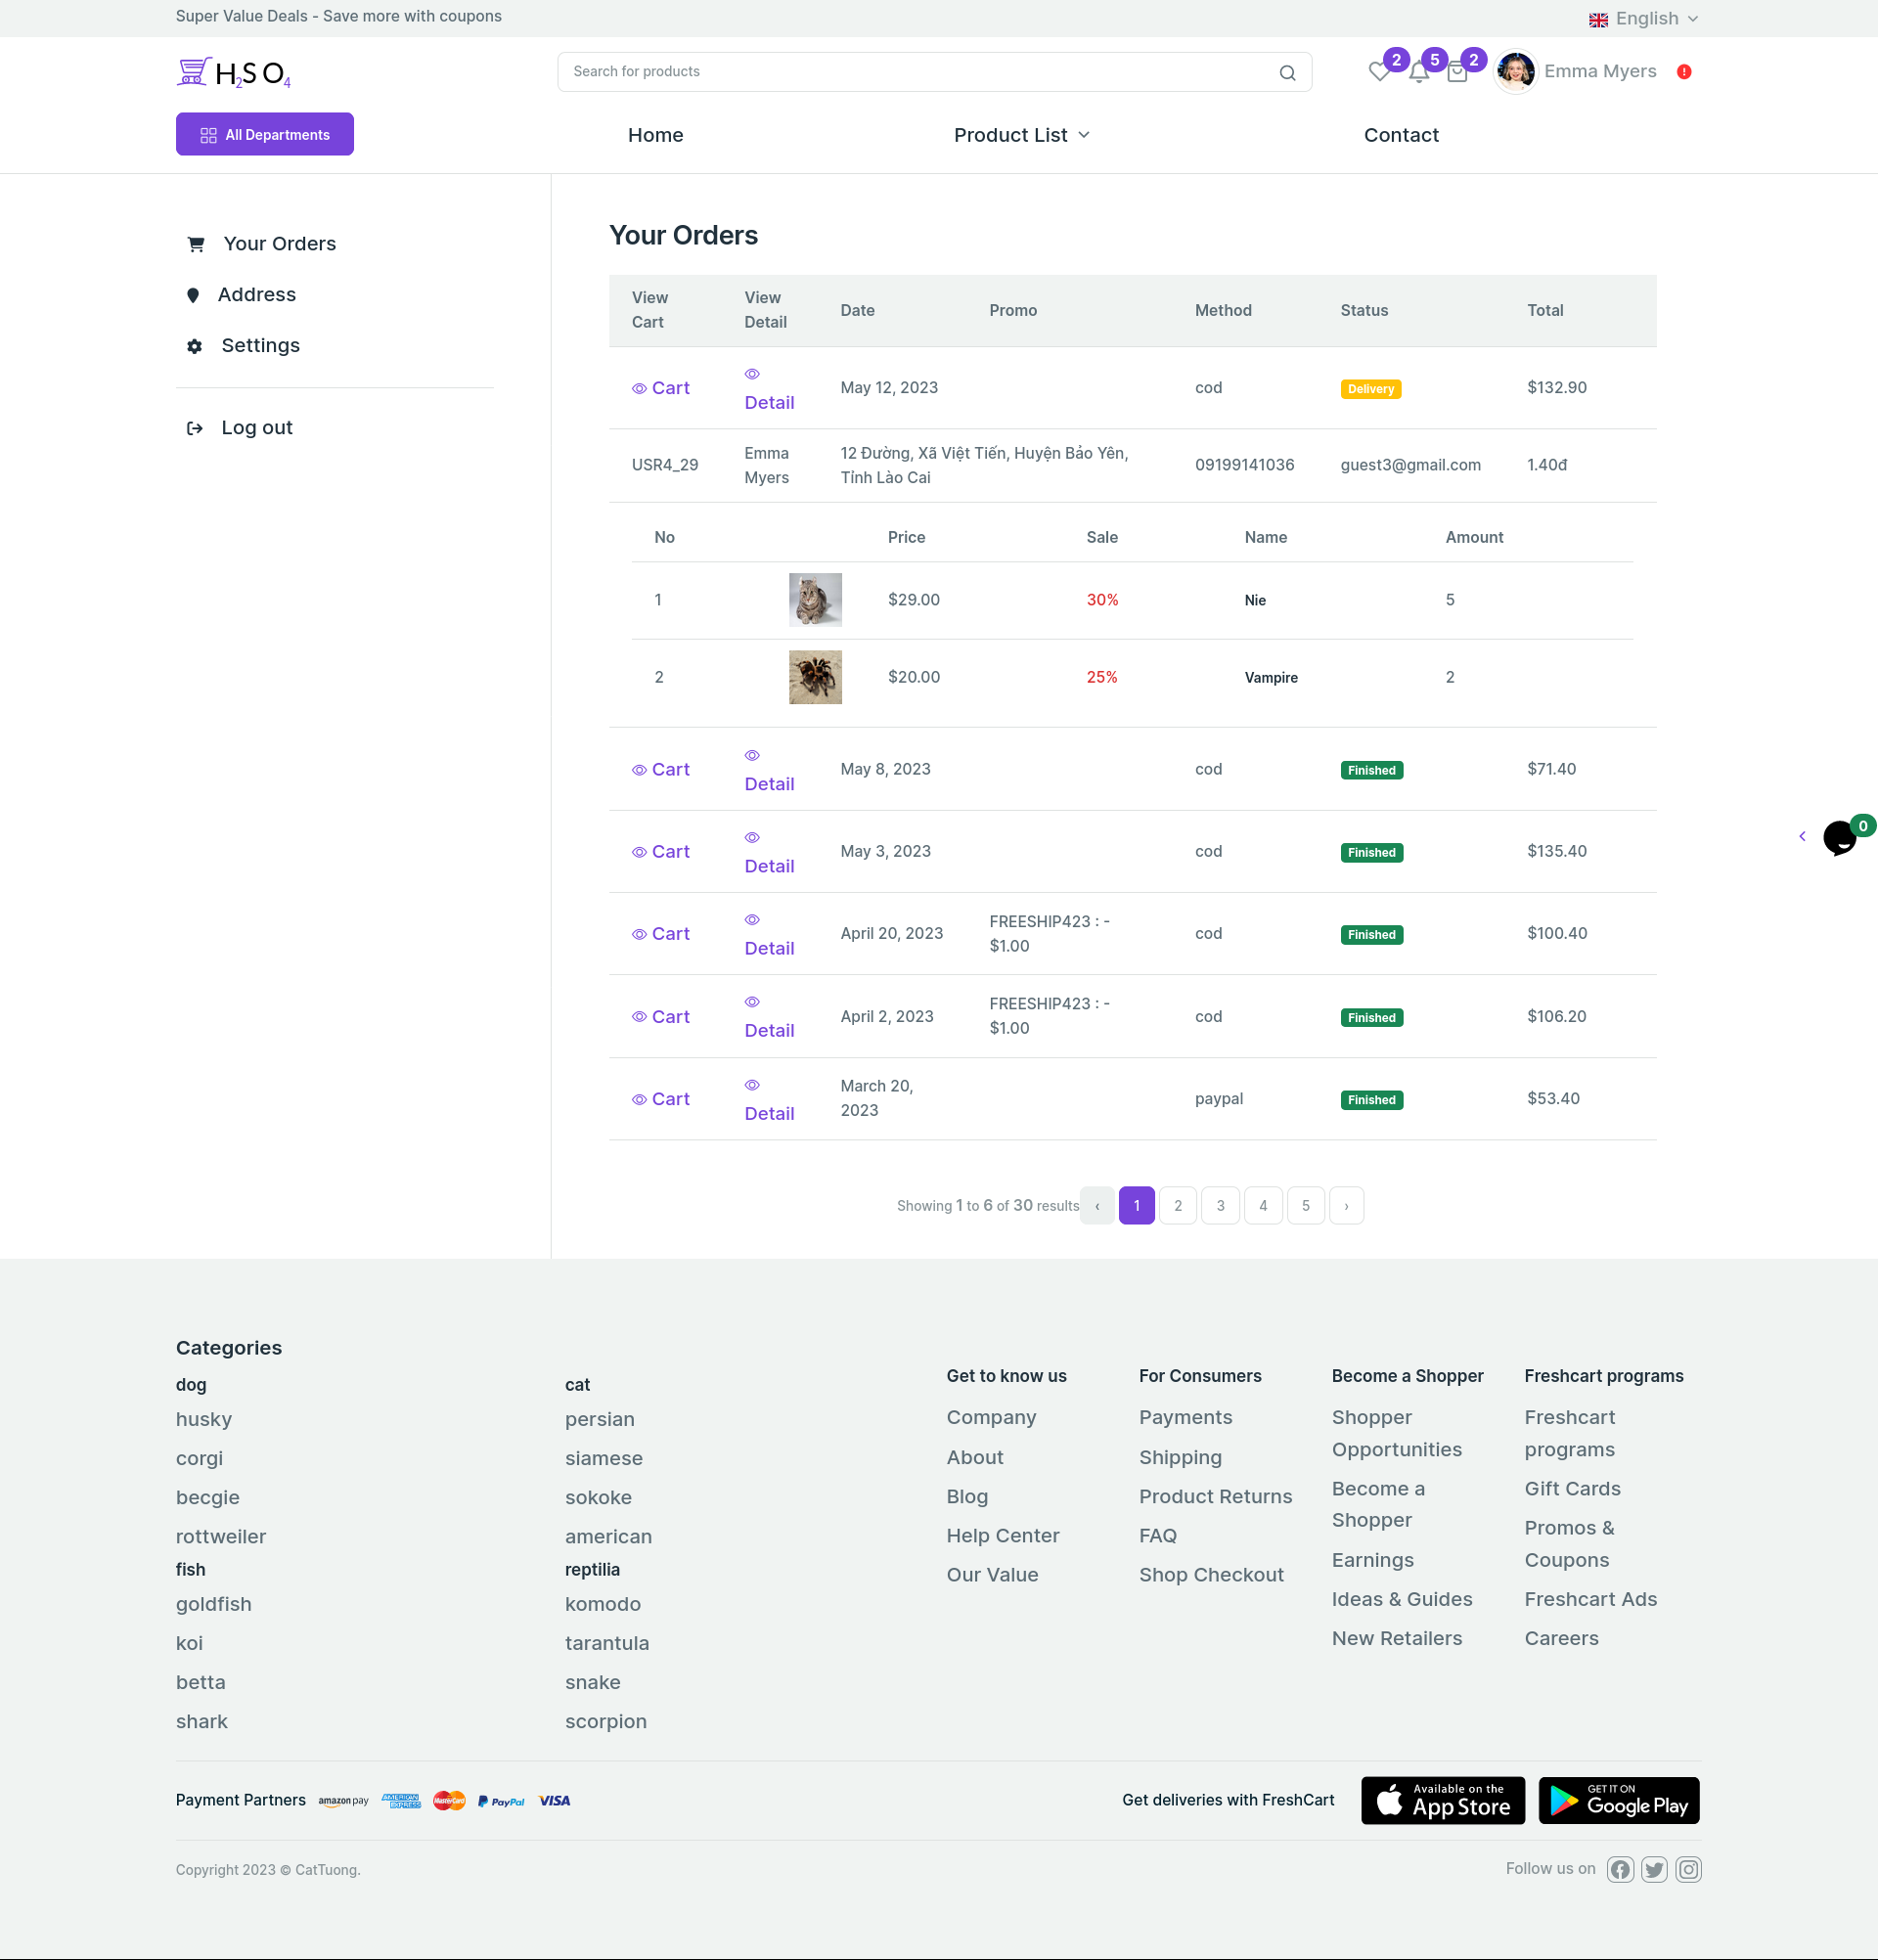 Super Value Deals - Save more with coupons
English
H2SO4
Search for products
2
5
2
Emma Myers
All Departments
Home
Product List
Contact
Your Orders
Address
Settings
Log out
Your Orders
View Cart
View Detail
Date
Promo
Method
Status
Total
Cart
Detail
May 12, 2023
cod
Delivery
$132.90
USR4_29
Emma Myers
12 Đường, Xã Việt Tiến, Huyện Bảo Yên,
Tỉnh Lào Cai
09199141036
guest3@gmail.com
1.40đ
No
Price
Sale
Name
Amount
1
$29.00
30%
Nie
5
2
$20.00
25%
Vampire
2
Cart
Detail
May 8, 2023
cod
Finished
$71.40
Cart
Detail
May 3, 2023
cod
Finished
$135.40
0
Cart
Detail
April 20, 2023
FREESHIP423 : -
$1.00
cod
Finished
$100.40
Cart
Detail
April 2, 2023
FREESHIP423 : -
$1.00
cod
Finished
$106.20
Cart
Detail
March 20,
2023
paypal
Finished
$53.40
Showing 1 to 6 of 30 results
‹
1
2
3
4
5
›
Categories
dog
husky
corgi
becgie
rottweiler
fish
goldfish
koi
betta
shark
cat
persian
siamese
sokoke
american
reptilia
komodo
tarantula
snake
scorpion
Get to know us
Company
About
Blog
Help Center
Our Value
For Consumers
Payments
Shipping
Product Returns
FAQ
Shop Checkout
Become a Shopper
Shopper
Opportunities
Become a
Shopper
Earnings
Ideas & Guides
New Retailers
Freshcart programs
Freshcart
programs
Gift Cards
Promos &
Coupons
Freshcart Ads
Careers
Payment Partners
amazon pay
AMERICAN EXPRESS
MasterCard
PayPal
VISA
Get deliveries with FreshCart
Available on the
App Store
GET IT ON
Google Play
Copyright 2023 © CatTuong.
Follow us on